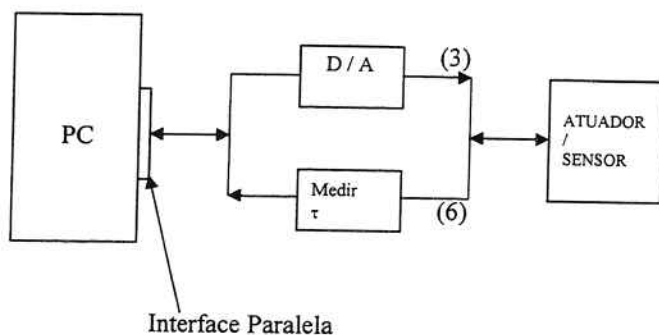 D / A
(3)
PC
ATUADOR
/
SENSOR
Medir
τ
(6)
Interface Paralela